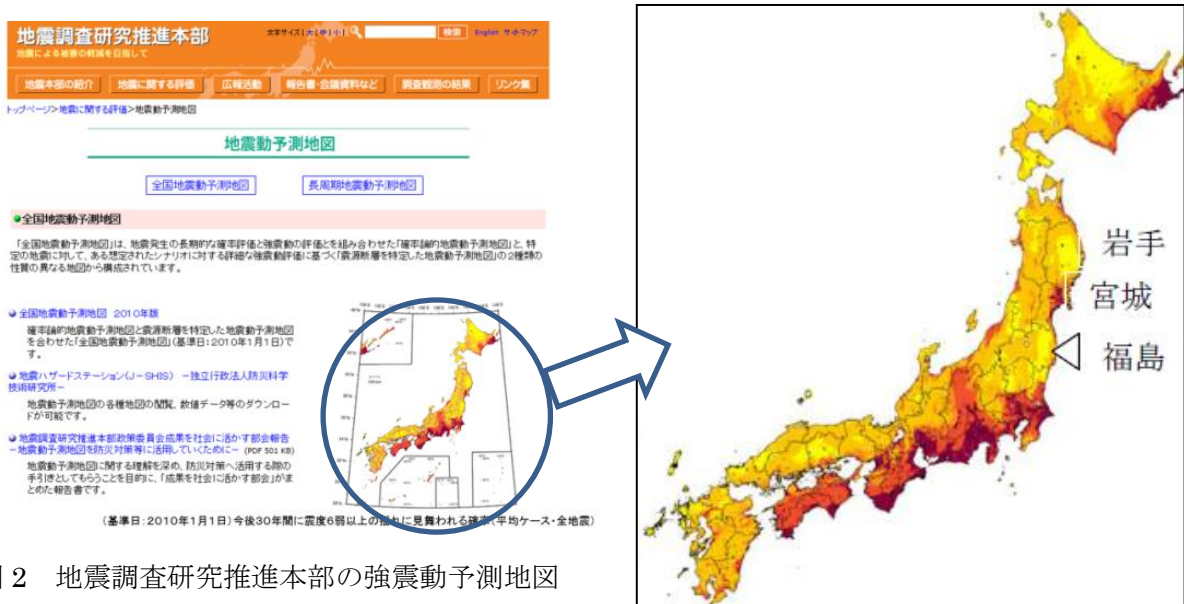 地震調査研究推進本部
地震による被害の軽減を目指して
文字サイズ|大|中|小|
検索
English サイトマップ
地震本部の紹介
地震に関する評価
広報活動
報告書・会議資料など
調査観測の結果
リンク集
トップページ>地震に関する評価>地震動予測地図
地震動予測地図
全国地震動予測地図
長周期地震動予測地図
全国地震動予測地図
「全国地震動予測地図」は、地震発生の長期的な確率評価と強震動の評価とを組み合わせた「確率論的地震動予測地図」と、特
定の地震に対して、ある想定されたシナリオに対する詳細な強震動評価に基づく「震源断層を特定した地震動予測地図」の2種類の
性質の異なる地図から構成されています。
全国地震動予測地図 2010年版
確率論的地震動予測地図と震源断層を特定した地震動予測地図
を合わせた「全国地震動予測地図」(基準日:2010年1月1日)で
す。
地震ハザードステーション(J-SHIS) -独立行政法人防災科学
技術研究所-
地震動予測地図の各種地図の閲覧、数値データ等のダウンロー
ドが可能です。
地震調査研究推進本部政策委員会成果を社会に活かす部会報告
-地震動予測地図を防災対策等に活用していくために- (PDF 501 KB)
地震動予測地図に関する理解を深め、防災対策へ活用する際の
手引きとしてもらうことを目的に、「成果を社会に活かす部会」がま
とめた報告書です。
(基準日:2010年1月1日)今後30年間に震度6弱以上の揺れに見舞われる確率(平均ケース・全地震)
岩手
宮城
福島
2 地震調査研究推進本部の強震動予測地図